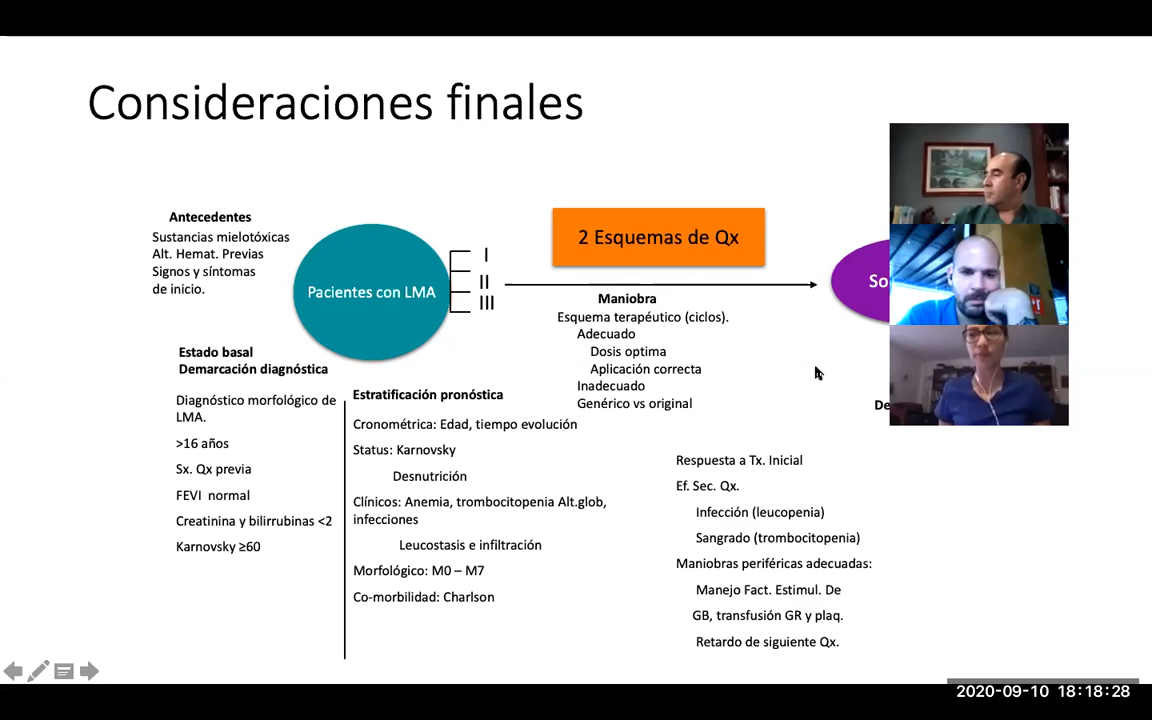 Consideraciones finales
Antecedentes
Sustancias mielotóxicas
Alt. Hemat. Previas
Signos y síntomas
de inicio.
Pacientes con LMA
I
II
III
2 Esquemas de Qx
Maniobra
Esquema terapéutico (ciclos).
Adecuado
Dosis optima
Aplicación correcta
Inadecuado
Genérico vs original
Estado basal
Demarcación diagnóstica
Diagnóstico morfológico de
LMA.
>16 años
Sx. Qx previa
FEVI normal
Creatinina y bilirrubinas <2
Karnovsky ≥60
Estratificación pronóstica
Cronométrica: Edad, tiempo evolución
Status: Karnovsky
Desnutrición
Clínicos: Anemia, trombocitopenia Alt.glob,
infecciones
Leucostasis e infiltración
Morfológico: M0 – M7
Co-morbilidad: Charlson
Respuesta a Tx. Inicial
Ef. Sec. Qx.
Infección (leucopenia)
Sangrado (trombocitopenia)
Maniobras periféricas adecuadas:
Manejo Fact. Estimul. De
GB, transfusión GR y plaq.
Retardo de siguiente Qx.
2020-09-10 18:18:28